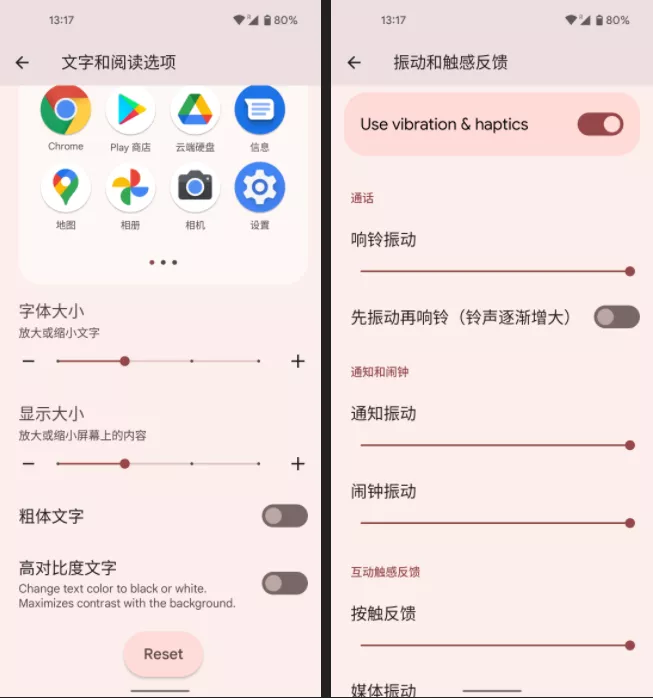 13:17
80%
文字和阅读选项
Chrome
Play 商店
云端硬盘
信息
地图
相册
相机
设置
字体大小
放大或缩小文字
显示大小
放大或缩小屏幕上的内容
粗体文字
高对比度文字
Change text color to black or white.
Maximizes contrast with the background.
Reset
13:17
80%
振动和触感反馈
Use vibration & haptics
通话
响铃振动
先振动再响铃（铃声逐渐增大）
通知和闹钟
通知振动
闹钟振动
互动触感反馈
按触反馈
媒体振动